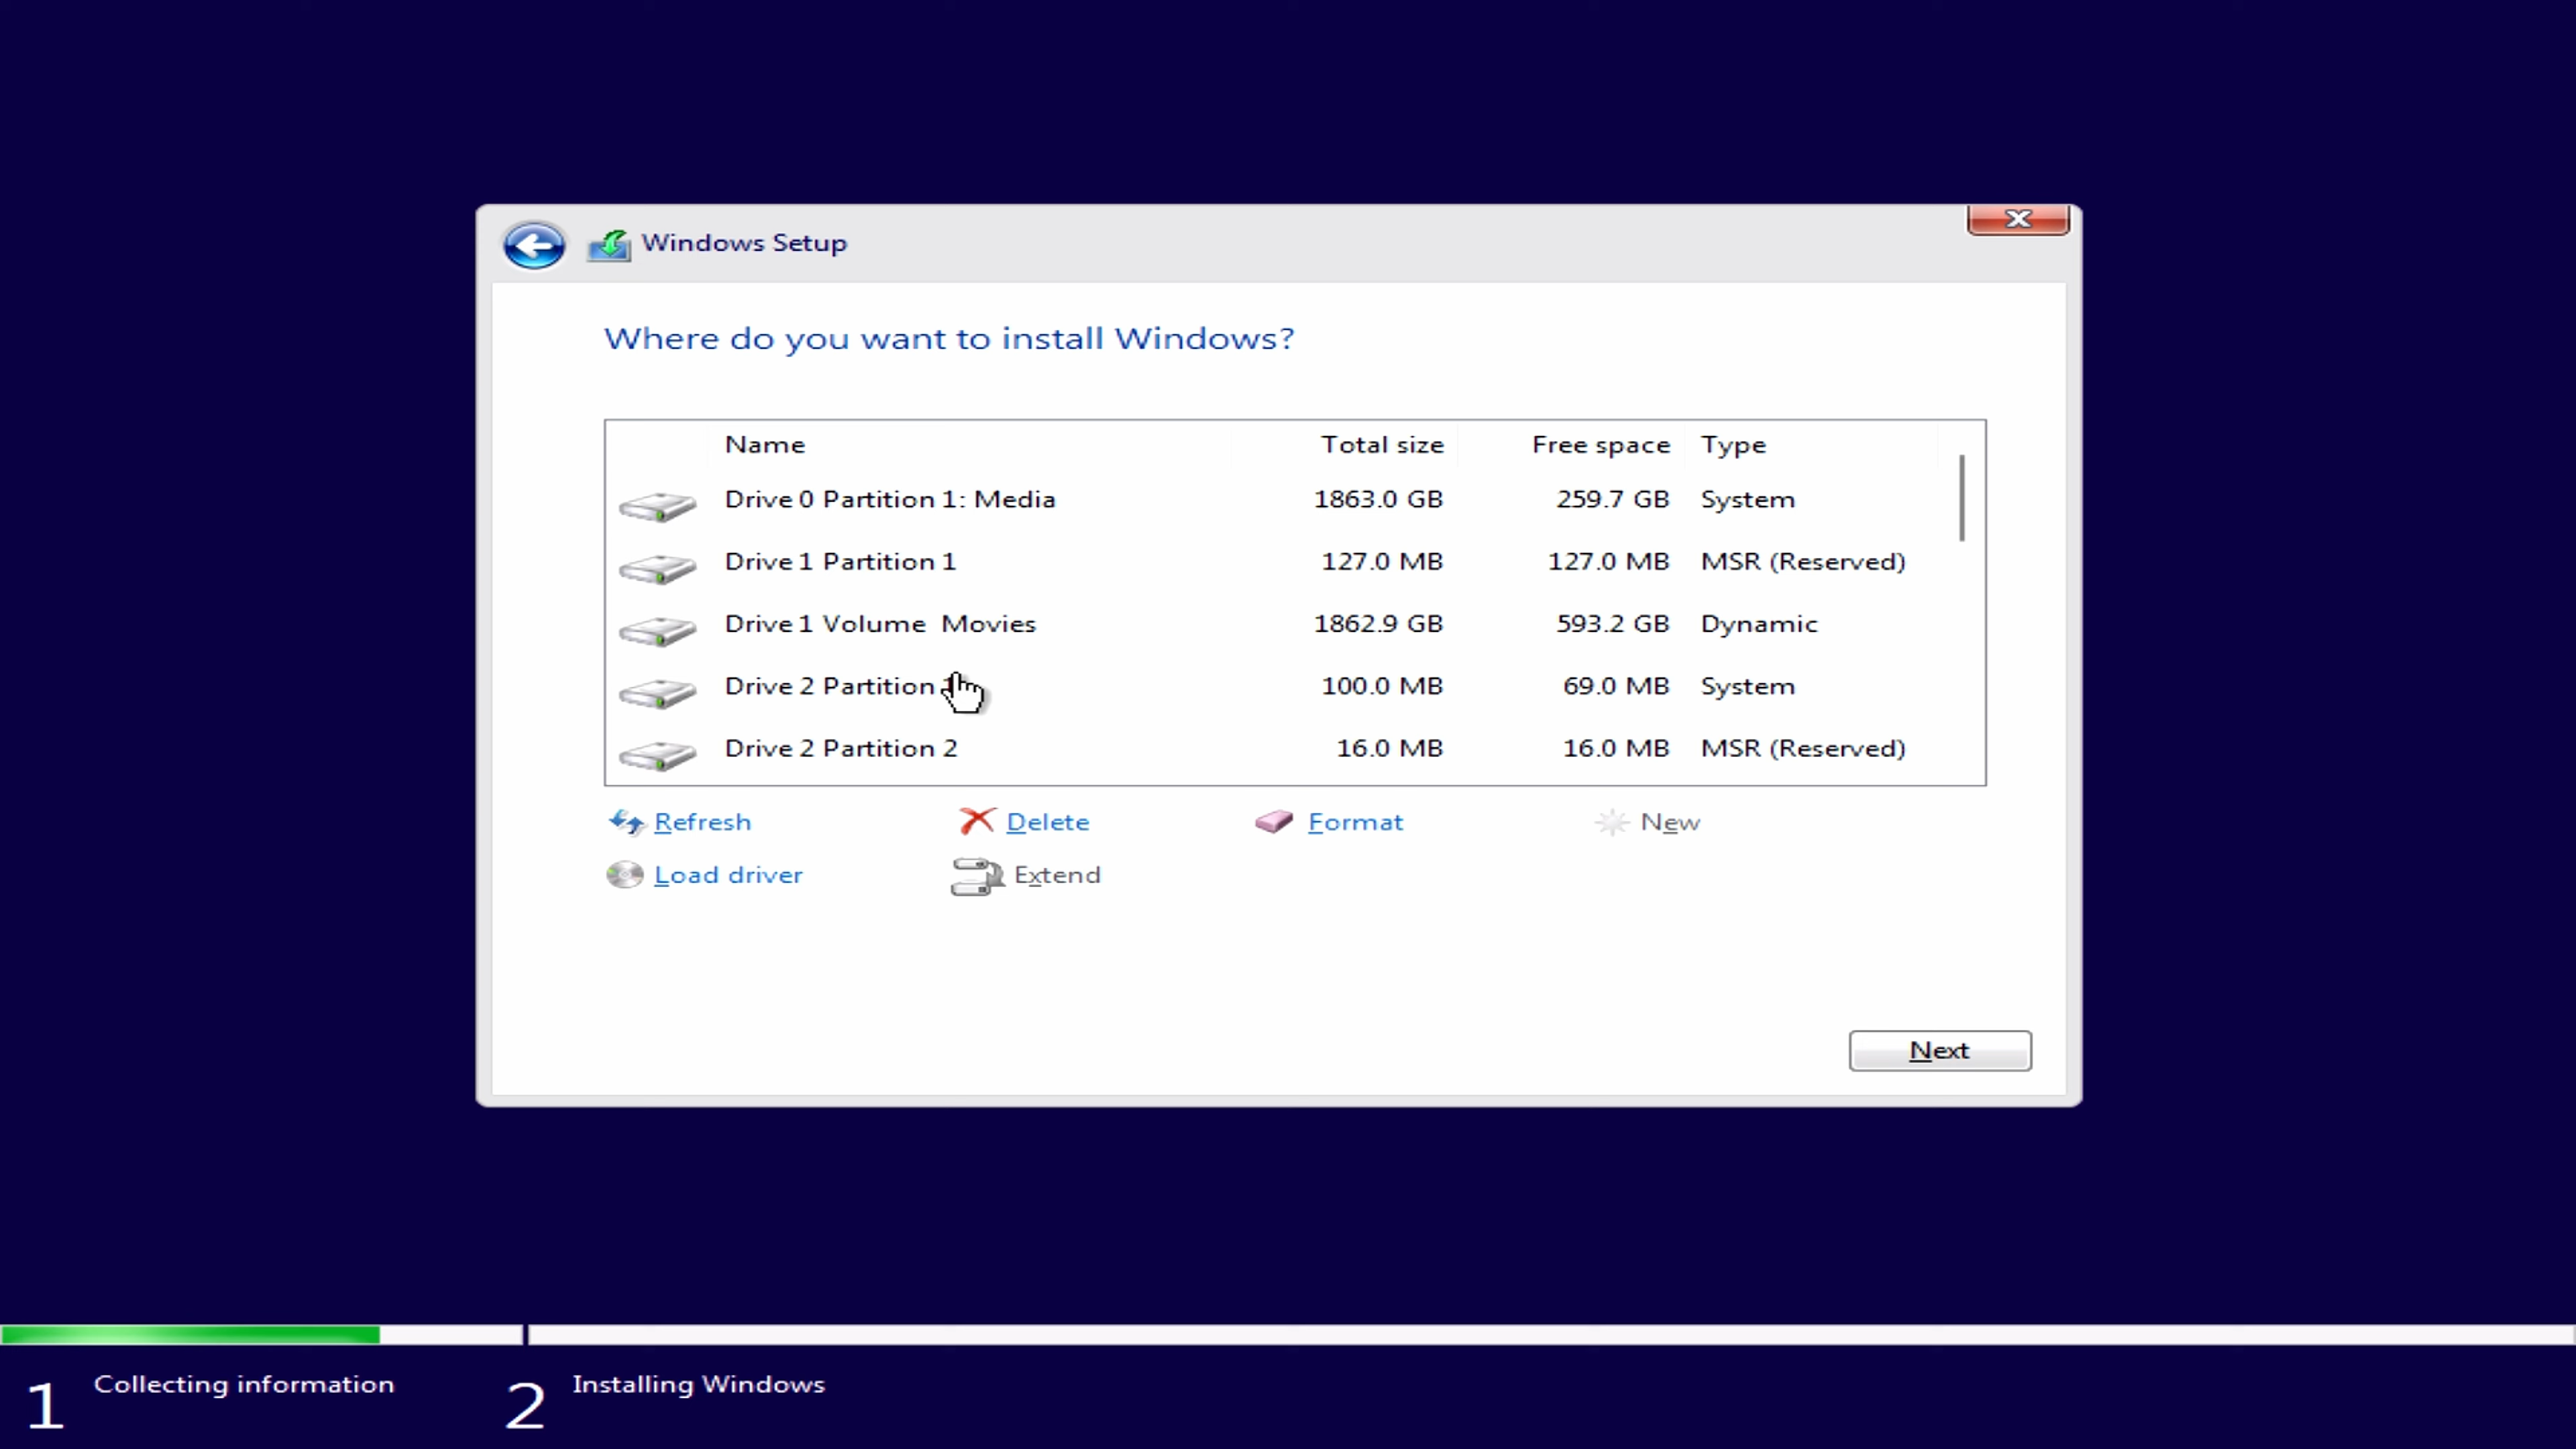 Windows Setup
Where do you want to install Windows?
Name Total size Free space Type
Drive 0 Partition 1: Media 1863.0 GB 259.7 GB System
Drive 1 Partition 1 127.0 MB 127.0 MB MSR (Reserved)
Drive 1 Volume Movies 1862.9 GB 593.2 GB Dynamic
Drive 2 Partition 100.0 MB 69.0 MB System
Drive 2 Partition 2 16.0 MB 16.0 MB MSR (Reserved)
Refresh Delete Format New
Load driver Extend
Next
1 Collecting information 2 Installing Windows